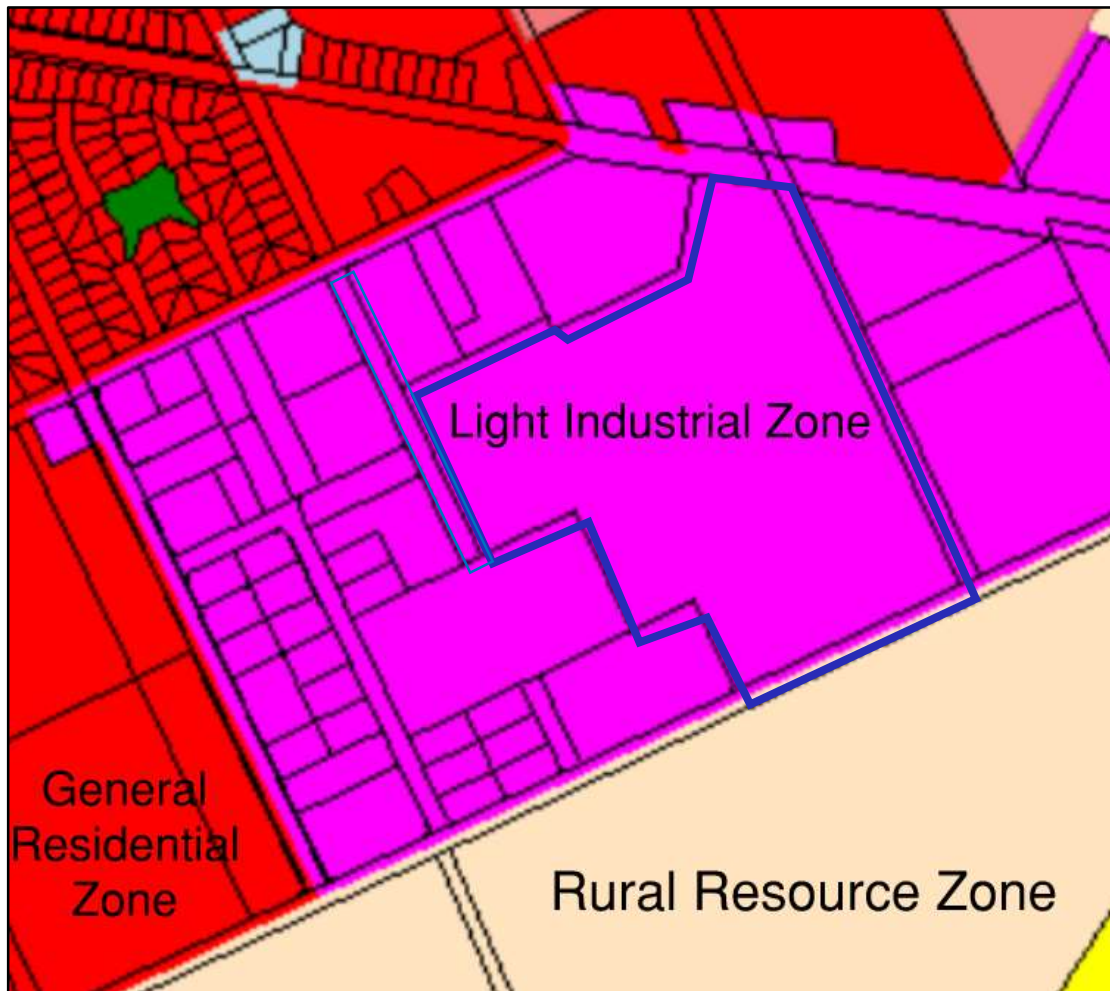 Light Industrial Zone
General
Residential
Zone
Rural Resource Zone